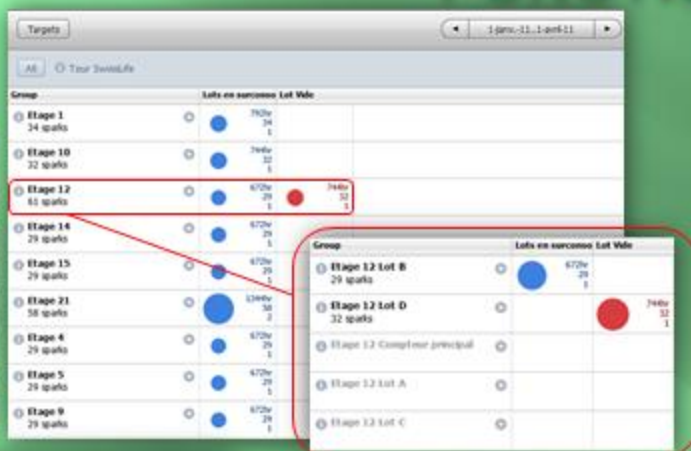 Targets
1-janv.-11..1-avril-11
All Tour SwissLife
Group Lots en surconso Lot Vide
Etage 1 792hr
34 sparks 34
1
Etage 10 744hr
32 sparks 32
1
Etage 12 672hr 744hr
61 sparks 29 32
1 1
Etage 14 672hr
29 sparks 29
1
Etage 15 672hr
29 sparks 29
1
Etage 21 1344hr
58 sparks 58
2
Etage 4 672hr
29 sparks 29
1
Etage 5 672hr
29 sparks 29
1
Etage 9 672hr
29 sparks 29
1
Group Lots en surconso Lot Vide
Etage 12 Lot B 672hr
29 sparks 29
1
Etage 12 Lot D 744hr
32 sparks 32
1
Etage 12 Compteur principal
Etage 12 Lot A
Etage 12 Lot C